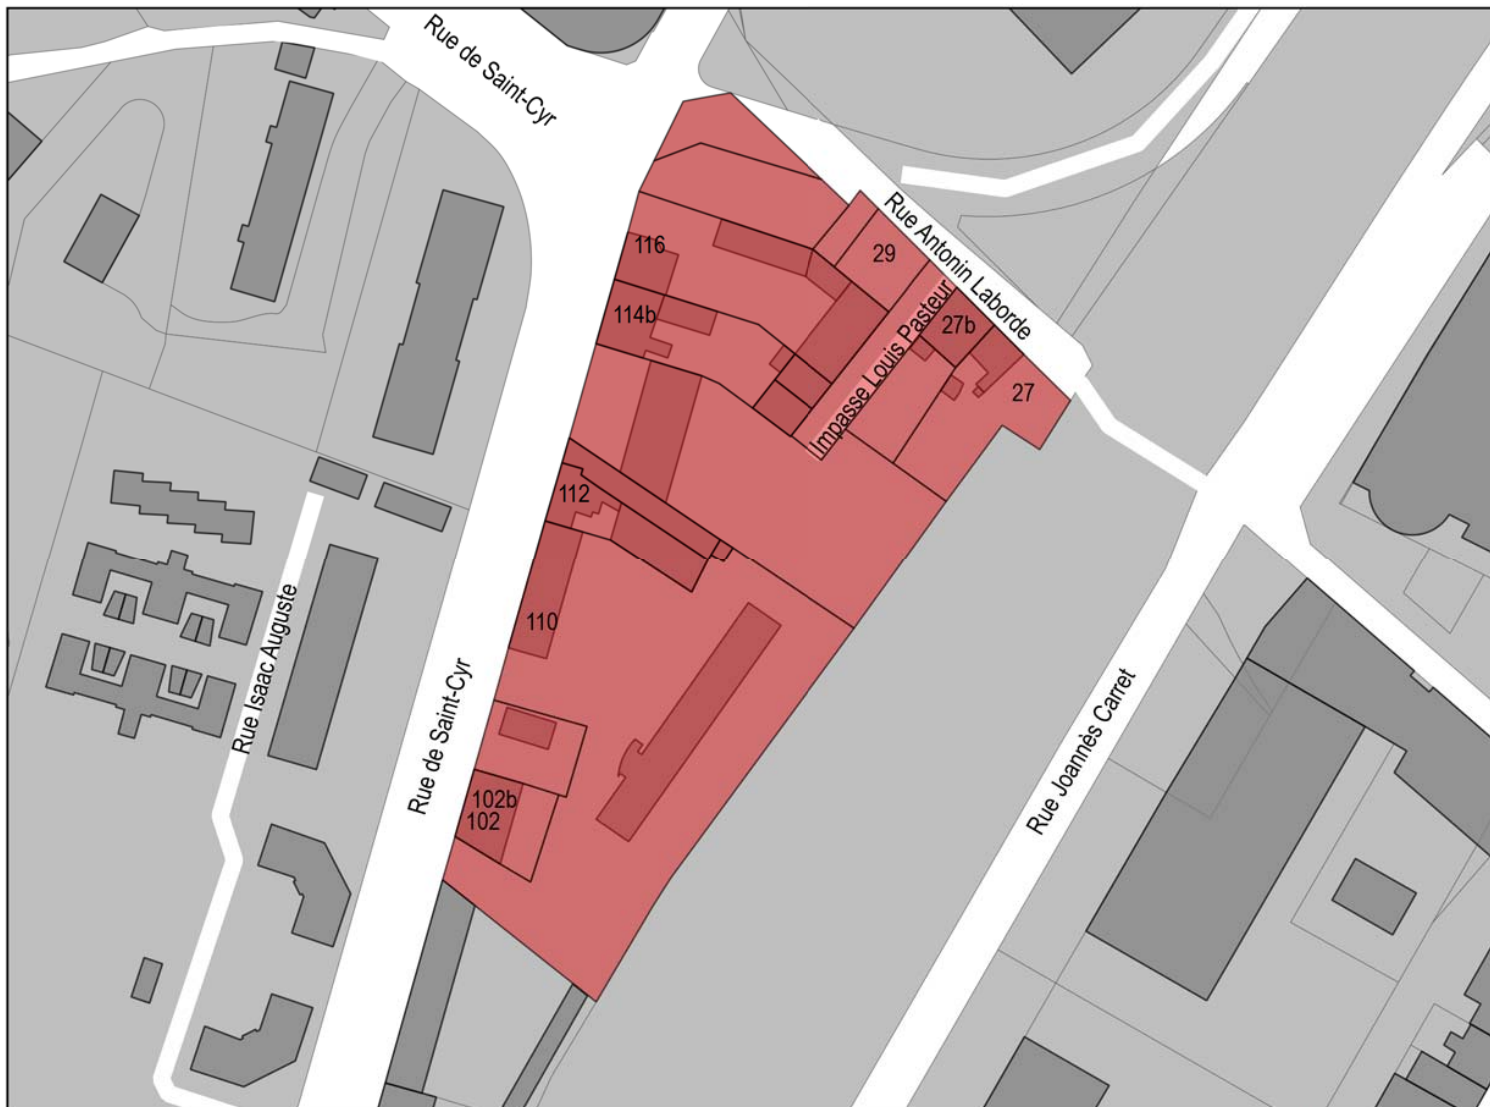 Rue de Saint-Cyr
Rue Antonin Laborde
116
29
114b
27b
Impasse Louis Pasteur
27
112
110
Rue Isaac Auguste
Rue de Saint-Cyr
Rue Joannès Carret
102b
102